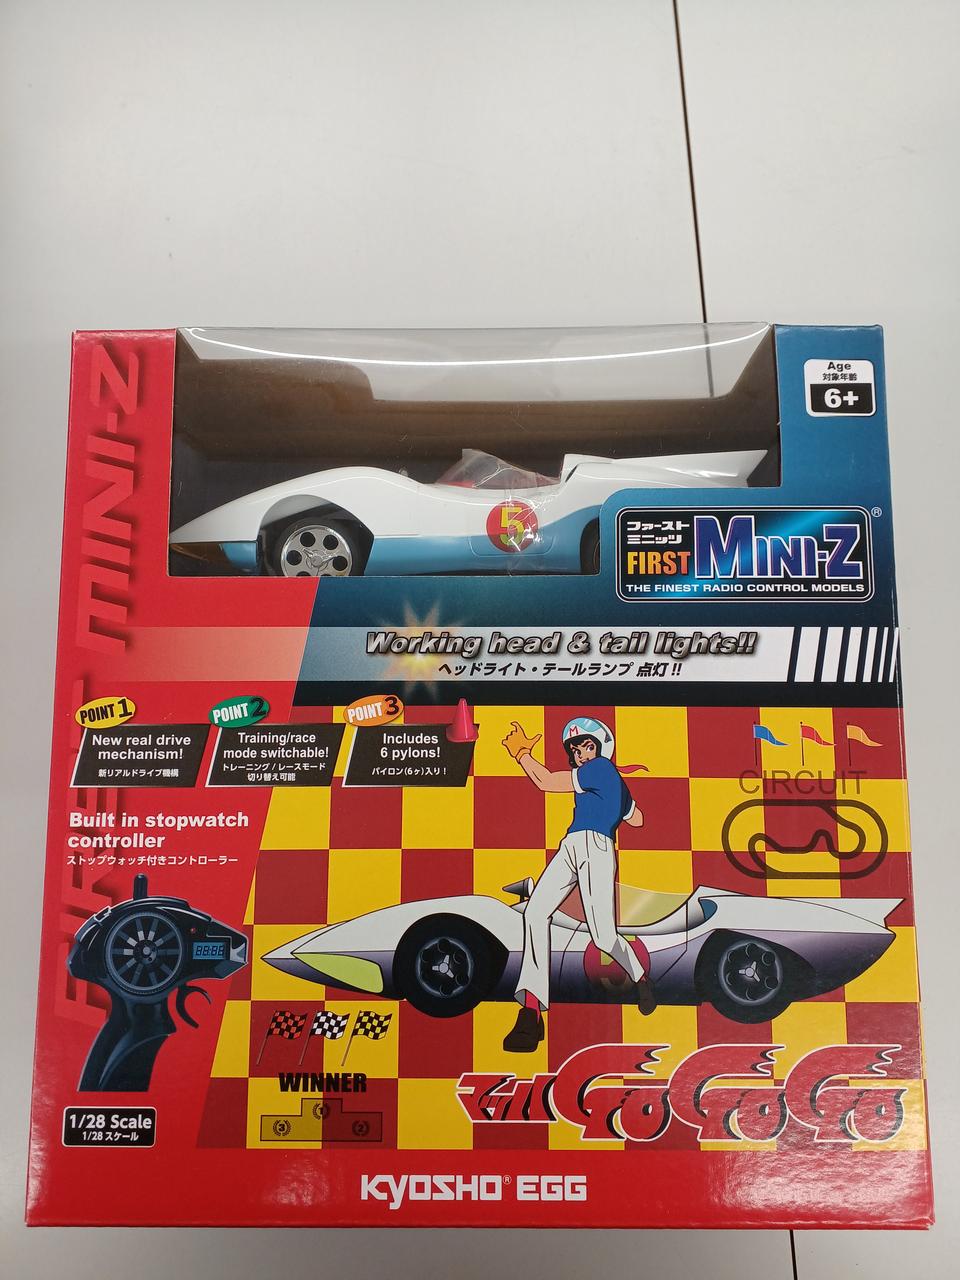 MINI-Z
FIRST MINI-Z
Age
対象年齢
6+
5
ファースト
ミニッツ
FIRST MINI-Z®
THE FINEST RADIO CONTROL MODELS
Working head & tail lights!!
ヘッドライト・テールランプ 点灯!!
POINT 1
New real drive
mechanism!
新リアルドライブ機構
POINT 2
Training/race
mode switchable!
トレーニング / レースモード
切り替え可能
POINT 3
Includes
6 pylons!
パイロン(6ヶ)入り!
Built in stopwatch
controller
ストップウォッチ付きコントローラー
88:88
M
CIRCUIT
WINNER
1
3
2
マッハGoGoGo
1/28 Scale
1/28 スケール
KYOSHO® EGG